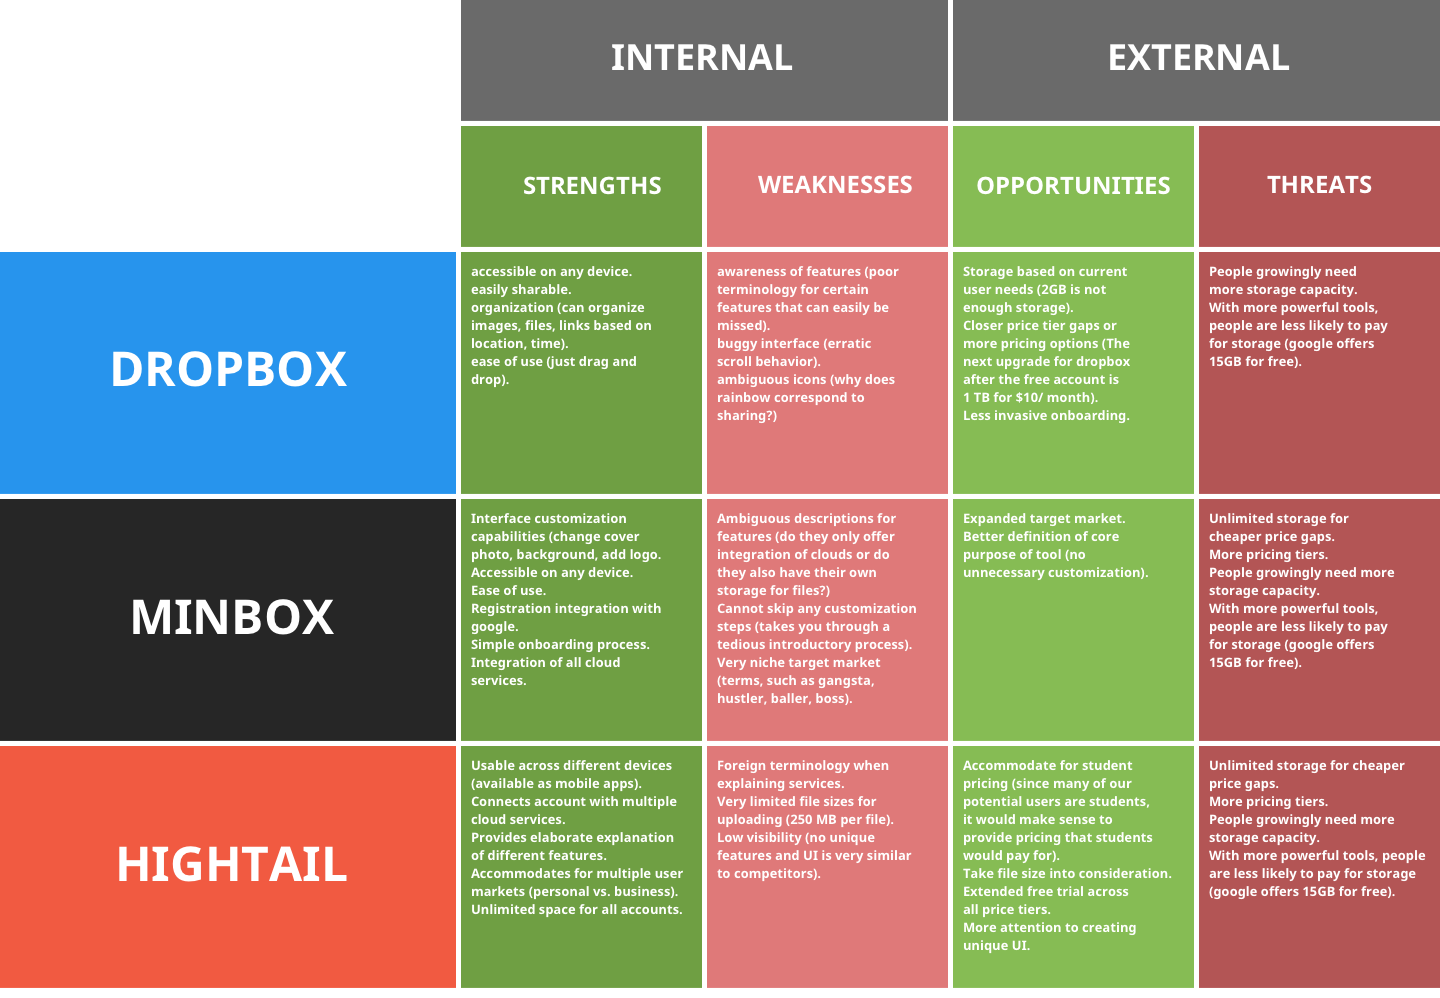 INTERNAL
EXTERNAL
STRENGTHS
WEAKNESSES
OPPORTUNITIES
THREATS
DROPBOX
accessible on any device.
easily sharable.
organization (can organize
images, files, links based on
location, time).
ease of use (just drag and
drop).
awareness of features (poor
terminology for certain
features that can easily be
missed).
buggy interface (erratic
scroll behavior).
ambiguous icons (why does
rainbow correspond to
sharing?)
Storage based on current
user needs (2GB is not
enough storage).
Closer price tier gaps or
more pricing options (The
next upgrade for dropbox
after the free account is
1 TB for $10/ month).
Less invasive onboarding.
People growingly need
more storage capacity.
With more powerful tools,
people are less likely to pay
for storage (google offers
15GB for free).
MINBOX
Interface customization
capabilities (change cover
photo, background, add logo.
Accessible on any device.
Ease of use.
Registration integration with
google.
Simple onboarding process.
Integration of all cloud
services.
Ambiguous descriptions for
features (do they only offer
integration of clouds or do
they also have their own
storage for files?)
Cannot skip any customization
steps (takes you through a
tedious introductory process).
Very niche target market
(terms, such as gangsta,
hustler, baller, boss).
Expanded target market.
Better definition of core
purpose of tool (no
unnecessary customization).
Unlimited storage for
cheaper price gaps.
More pricing tiers.
People growingly need more
storage capacity.
With more powerful tools,
people are less likely to pay
for storage (google offers
15GB for free).
HIGHTAIL
Usable across different devices
(available as mobile apps).
Connects account with multiple
cloud services.
Provides elaborate explanation
of different features.
Accommodates for multiple user
markets (personal vs. business).
Unlimited space for all accounts.
Foreign terminology when
explaining services.
Very limited file sizes for
uploading (250 MB per file).
Low visibility (no unique
features and UI is very similar
to competitors).
Accommodate for student
pricing (since many of our
potential users are students,
it would make sense to
provide pricing that students
would pay for).
Take file size into consideration.
Extended free trial across
all price tiers.
More attention to creating
unique UI.
Unlimited storage for cheaper
price gaps.
More pricing tiers.
People growingly need more
storage capacity.
With more powerful tools, people
are less likely to pay for storage
(google offers 15GB for free).